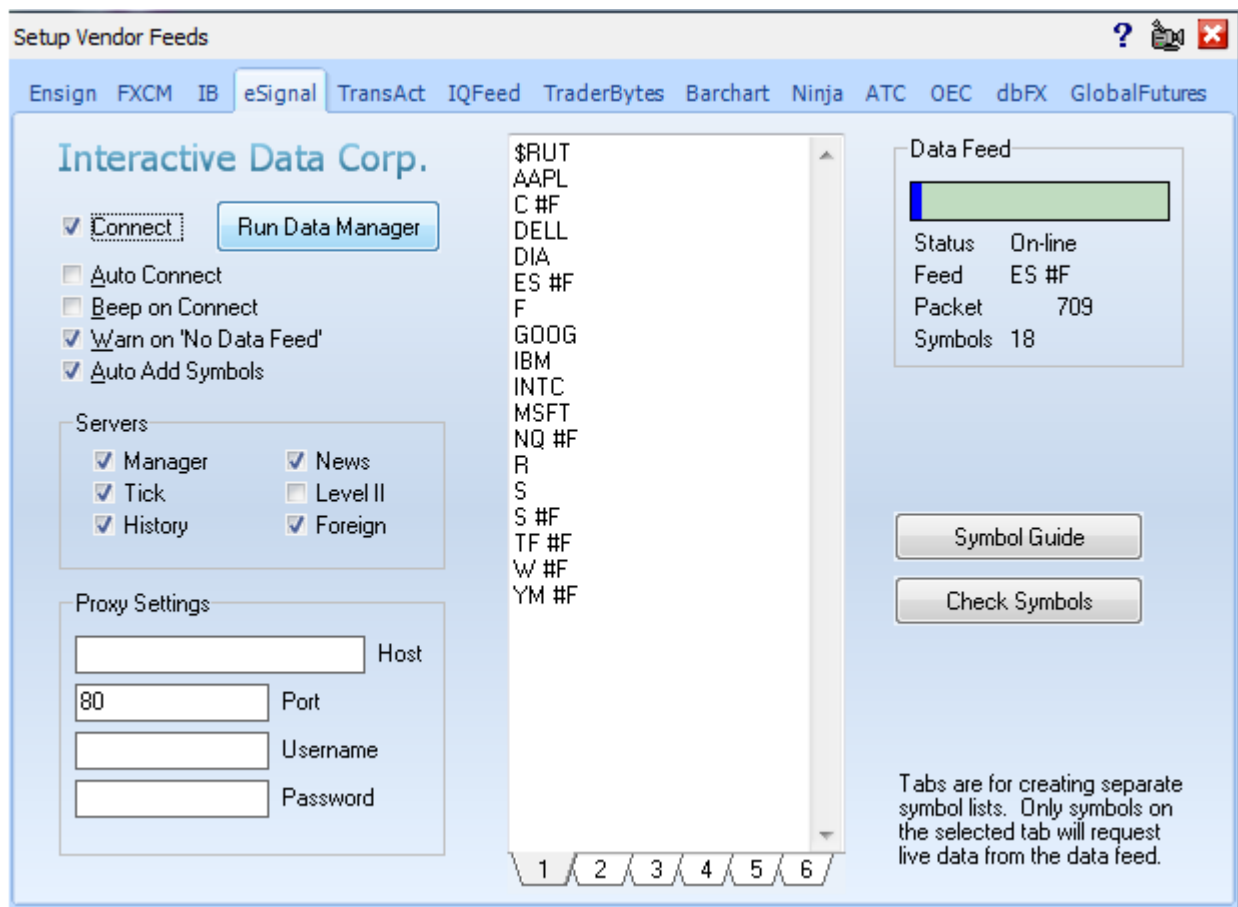 Setup Vendor Feeds
?
Ensign FXCM IB eSignal TransAct IQFeed TraderBytes Barchart Ninja ATC OEC dbFX GlobalFutures
Interactive Data Corp.
Connect
Run Data Manager
Auto Connect
Beep on Connect
Warn on 'No Data Feed'
Auto Add Symbols
Servers
Manager
News
Tick
Level II
History
Foreign
Proxy Settings
Host
80 Port
Username
Password
$RUT
AAPL
C #F
DELL
DIA
ES #F
F
GOOG
IBM
INTC
MSFT
NQ #F
R
S
S #F
TF #F
W #F
YM #F
1 2 3 4 5 6
Data Feed
Status On-line
Feed ES #F
Packet 709
Symbols 18
Symbol Guide
Check Symbols
Tabs are for creating separate
symbol lists. Only symbols on
the selected tab will request
live data from the data feed.